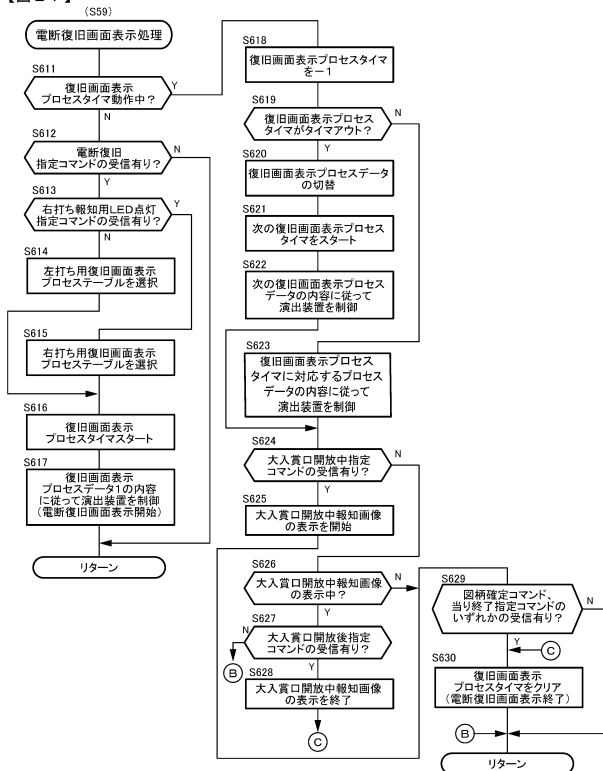 (S59)
電断復旧画面表示処理
S611
復旧画面表示
プロセスタイマ動作中?
Y
N
S612
電断復旧
指定コマンドの受信有り?
N
Y
S613
右打ち報知用LED点灯
指定コマンドの受信有り?
Y
N
S614
左打ち用復旧画面表示
プロセステーブルを選択
S615
右打ち用復旧画面表示
プロセステーブルを選択
S616
復旧画面表示
プロセスタイマスタート
S617
復旧画面表示
プロセスデータ1の内容
に従って演出装置を制御
(電断復旧画面表示開始)
リターン
S618
復旧画面表示プロセスタイマ
を-1
S619
復旧画面表示プロセス
タイマがタイムアウト?
N
Y
S620
復旧画面表示プロセスデータ
の切替
S621
次の復旧画面表示プロセス
タイマをスタート
S622
次の復旧画面表示プロセス
データの内容に従って
演出装置を制御
S623
復旧画面表示プロセス
タイマに対応するプロセス
データの内容に従って
演出装置を制御
S624
大入賞口開放中指定
コマンドの受信有り?
N
Y
S625
大入賞口開放中報知画像
の表示を開始
S626
大入賞口開放中報知画像
の表示中?
N
Y
S627
大入賞口開放後指定
コマンドの受信有り?
N
B
Y
S628
大入賞口開放中報知画像
の表示を終了
C
S629
図柄確定コマンド、
当り終了指定コマンドの
いずれかの受信有り?
N
Y
C
S630
復旧画面表示
プロセスタイマをクリア
(電断復旧画面表示終了)
B
リターン